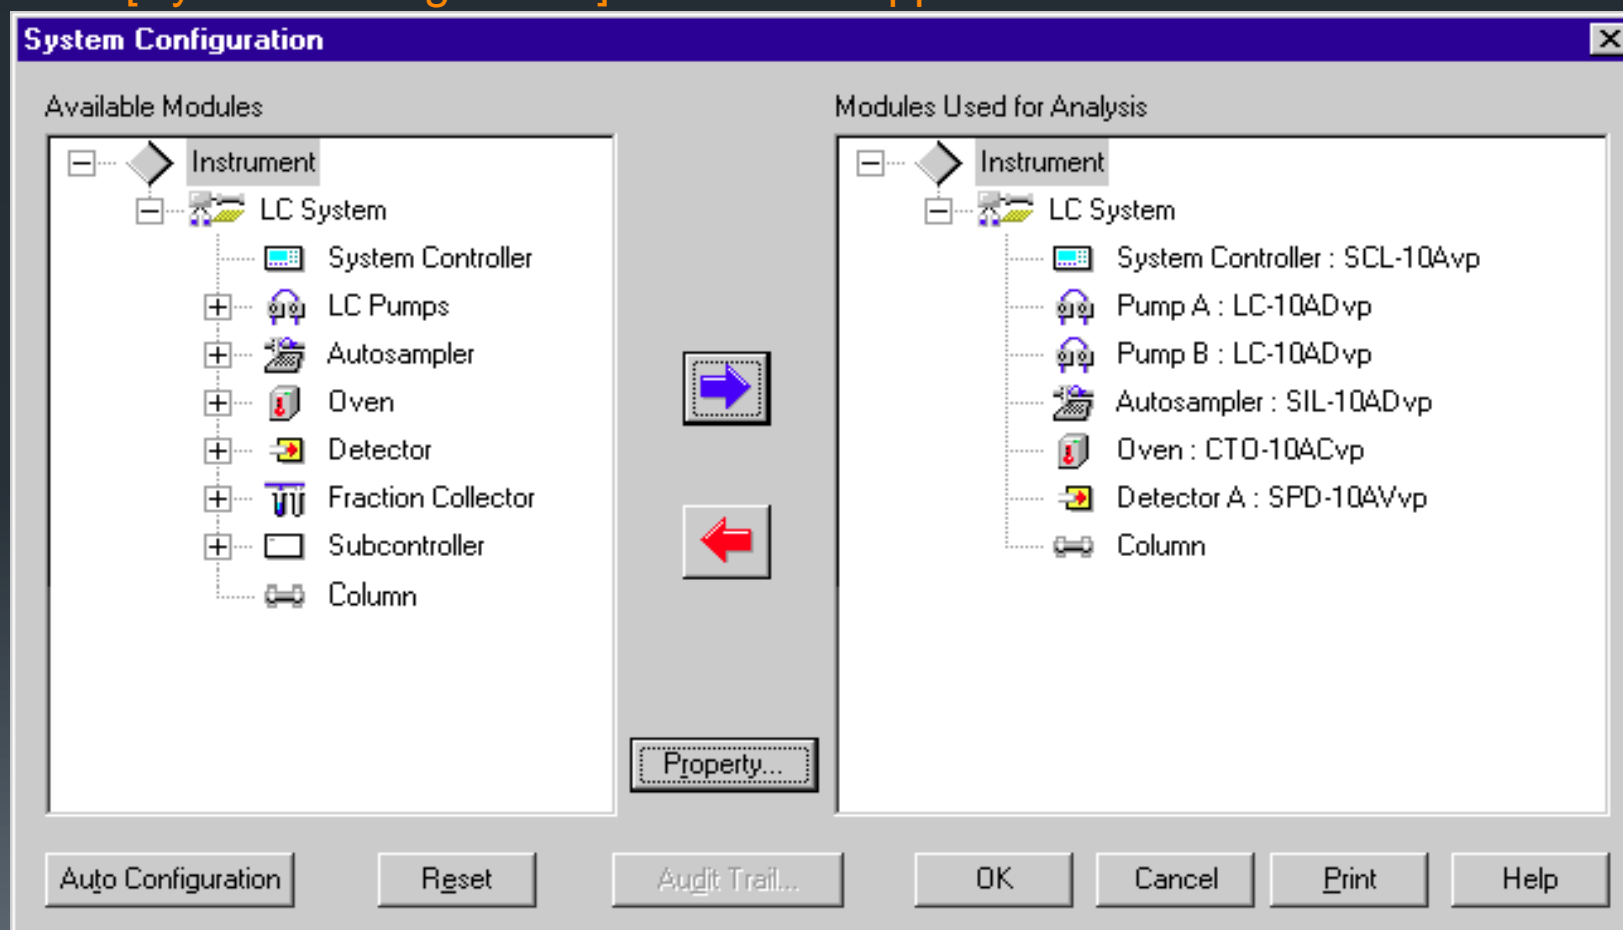 System Configuration
Available Modules
Instrument
LC System
System Controller
LC Pumps
Autosampler
Oven
Detector
Fraction Collector
Subcontroller
Column
Property...
Modules Used for Analysis
Instrument
LC System
System Controller : SCL-10Avp
Pump A : LC-10ADvp
Pump B : LC-10ADvp
Autosampler : SIL-10ADvp
Oven : CTO-10ACvp
Detector A : SPD-10AVvp
Column
Auto Configuration
Reset
Audit Trail...
OK
Cancel
Print
Help